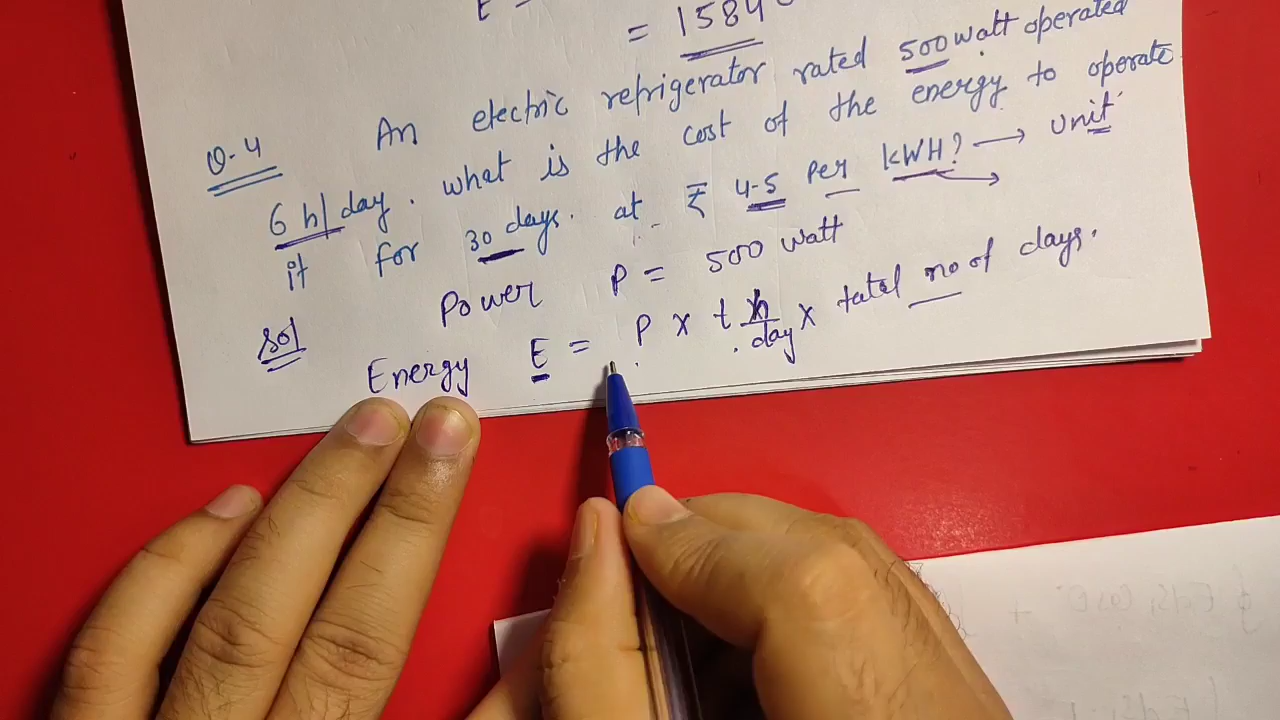 E =
= 1584
Q-4 An electric refrigerator rated 500 watt operated
6 h/day. what is the cost of the energy to operate
it for 30 days. at ₹ 4.5 per kWH? → unit
Sol Power P = 500 watt
Energy E = P x t h/day x total no of days.